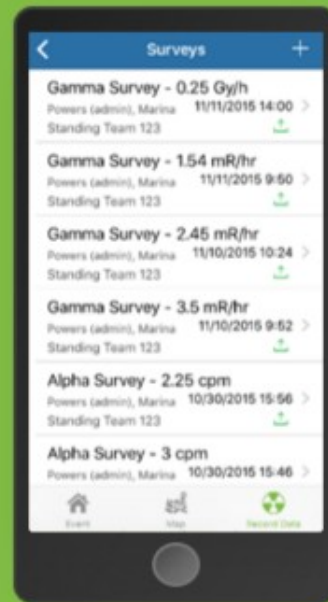 Surveys +
Gamma Survey - 0.25 Gy/h
Powers (admin), Marina 11/11/2015 14:00
Standing Team 123
Gamma Survey - 1.54 mR/hr
Powers (admin), Marina 11/11/2015 9:50
Standing Team 123
Gamma Survey - 2.45 mR/hr
Powers (admin), Marina 11/10/2015 10:24
Standing Team 123
Gamma Survey - 3.5 mR/hr
Powers (admin), Marina 11/10/2015 9:52
Standing Team 123
Alpha Survey - 2.25 cpm
Powers (admin), Marina 10/30/2015 15:56
Standing Team 123
Alpha Survey - 3 cpm
Powers (admin), Marina 10/30/2015 15:46
Event Map Record Data